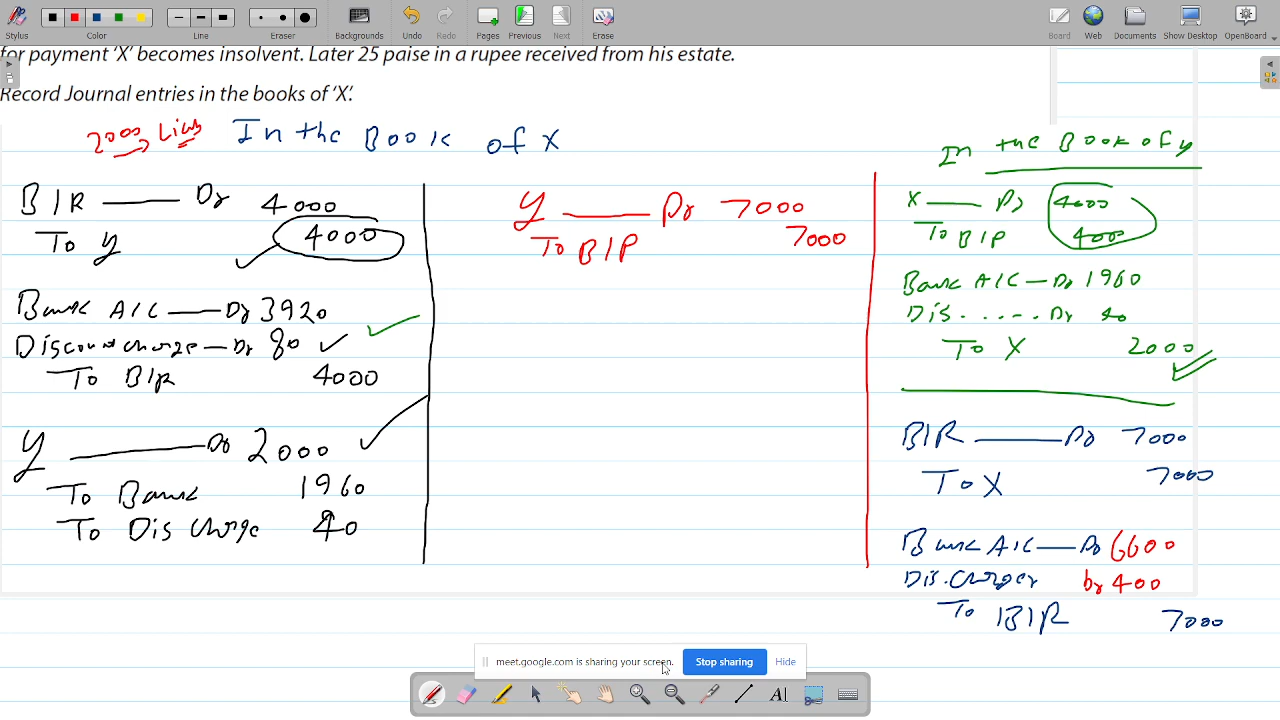 Stylus
Color
Line
Eraser
Backgrounds
Undo
Redo
Pages
Previous
Next
Erase
Board
Web
Documents
Show Desktop
OpenBoard
for payment ‘X’ becomes insolvent. Later 25 paise in a rupee received from his estate.
Record Journal entries in the books of ‘X’.
2000 In the Book of X
B/R Dr 4000
To Y 4000
Bank A/C Dr 3920
Discount charge Dr 80
To B/R 4000
Y Dr 2000
To Bank 1960
To Dis Charge 40
Y Dr 7000
To B/P 7000
In the Book of y
X Dr 4000
To B/P 4000
Bank A/C Dr 1960
Dis ...... Dr 40
To X 2000
B/R Dr 7000
To X 7000
Bank A/C Dr 6600
Dis. Charges Dr 400
To B/R 7000
meet.google.com is sharing your screen.
Stop sharing
Hide